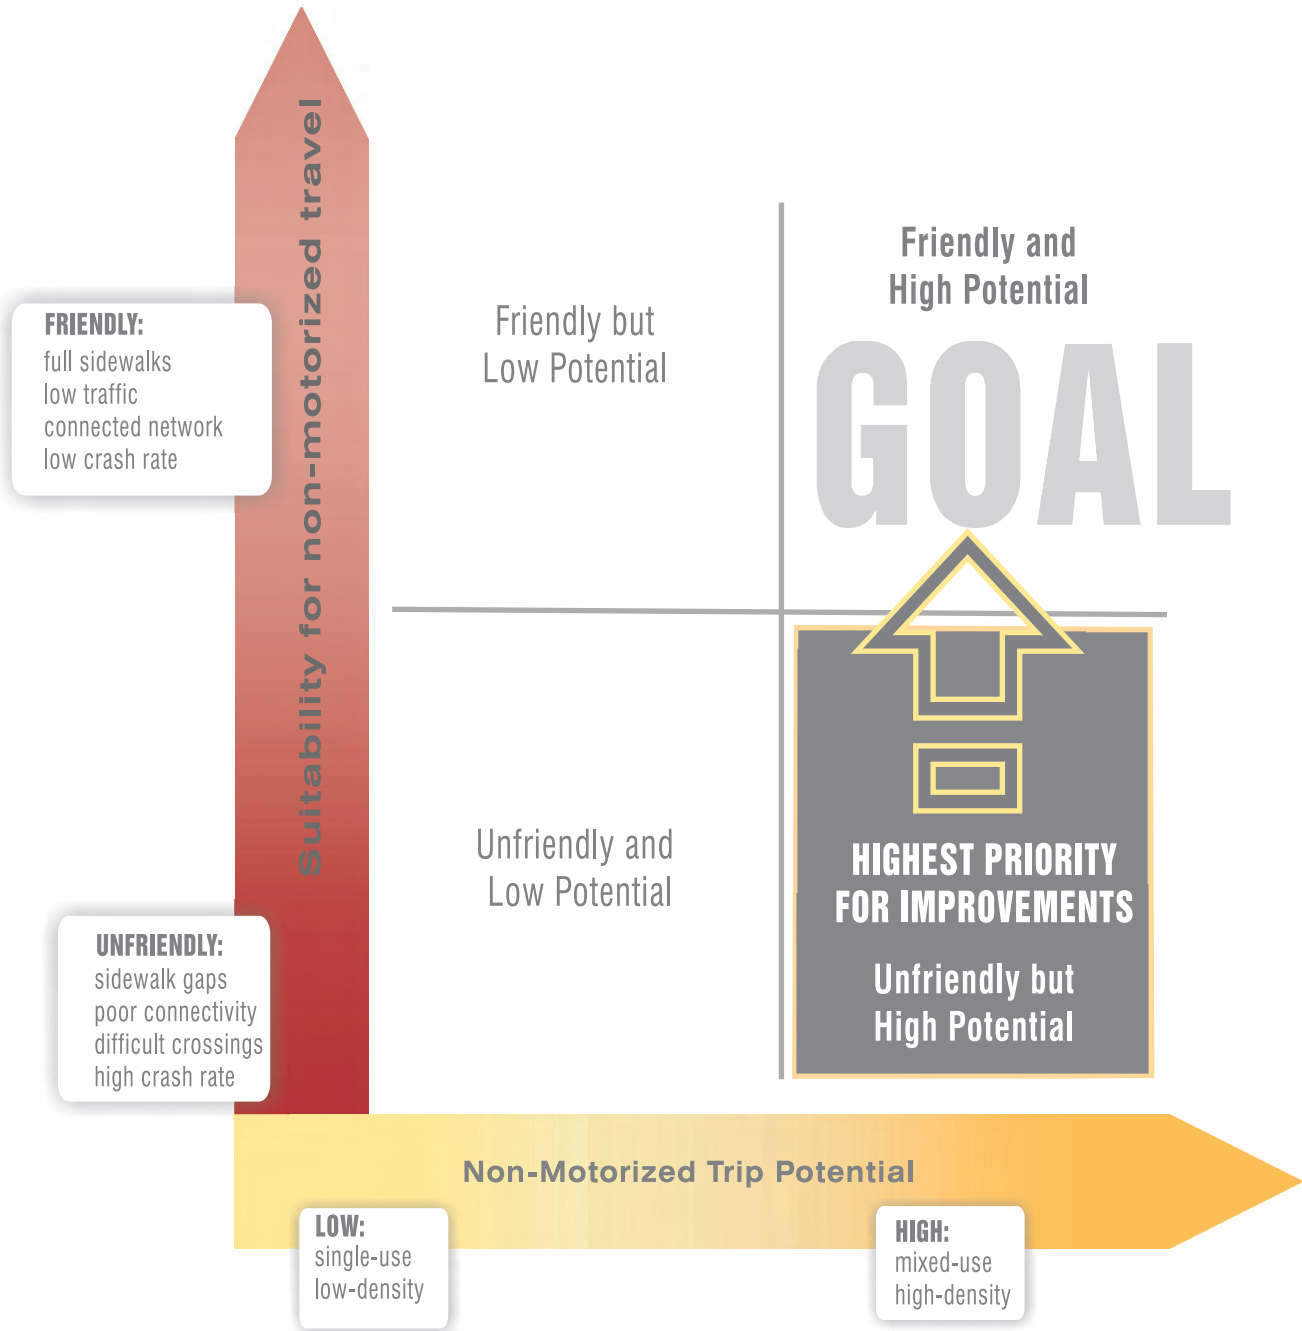 Suitability for non-motorized travel
FRIENDLY:
full sidewalks
low traffic
connected network
low crash rate
Friendly but
Low Potential
Friendly and
High Potential
GOAL
UNFRIENDLY:
sidewalk gaps
poor connectivity
difficult crossings
high crash rate
Unfriendly and
Low Potential
HIGHEST PRIORITY
FOR IMPROVEMENTS
Unfriendly but
High Potential
Non-Motorized Trip Potential
LOW:
single-use
low-density
HIGH:
mixed-use
high-density